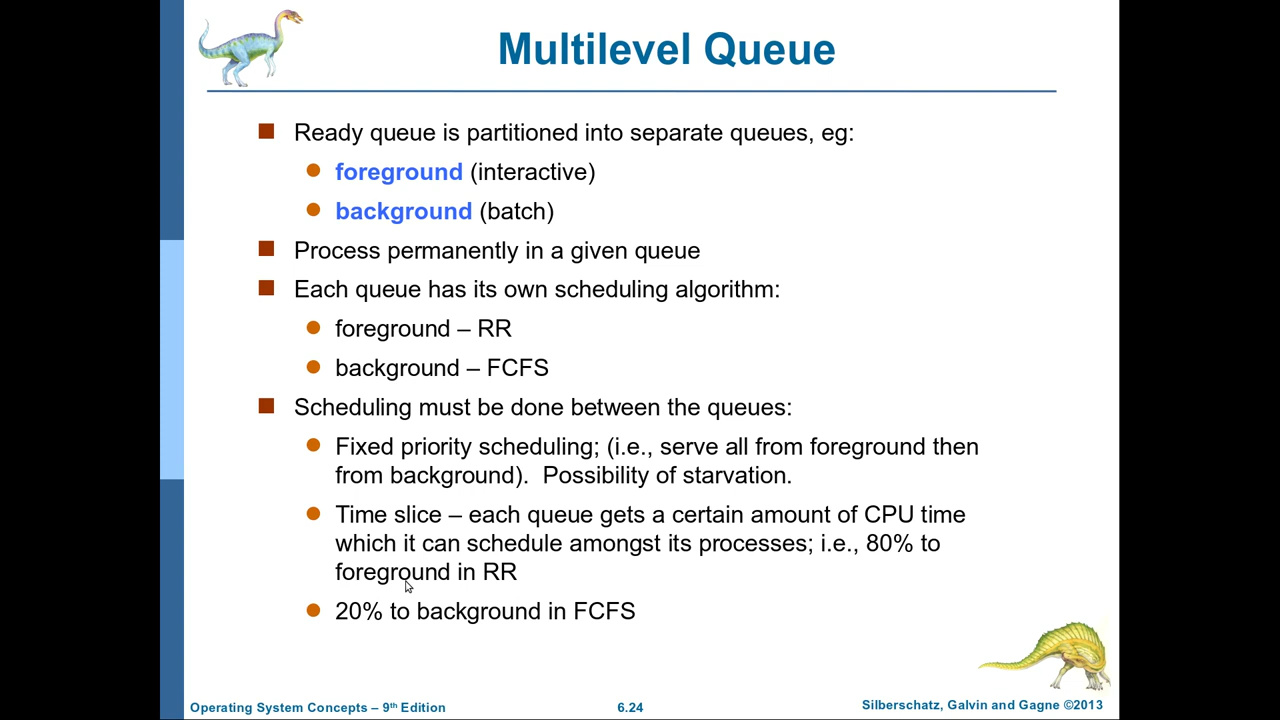 Multilevel Queue
Ready queue is partitioned into separate queues, eg:
foreground (interactive)
background (batch)
Process permanently in a given queue
Each queue has its own scheduling algorithm:
foreground – RR
background – FCFS
Scheduling must be done between the queues:
Fixed priority scheduling; (i.e., serve all from foreground then
from background).  Possibility of starvation.
Time slice – each queue gets a certain amount of CPU time
which it can schedule amongst its processes; i.e., 80% to
foreground in RR
20% to background in FCFS
Operating System Concepts – 9th Edition
6.24
Silberschatz, Galvin and Gagne ©2013